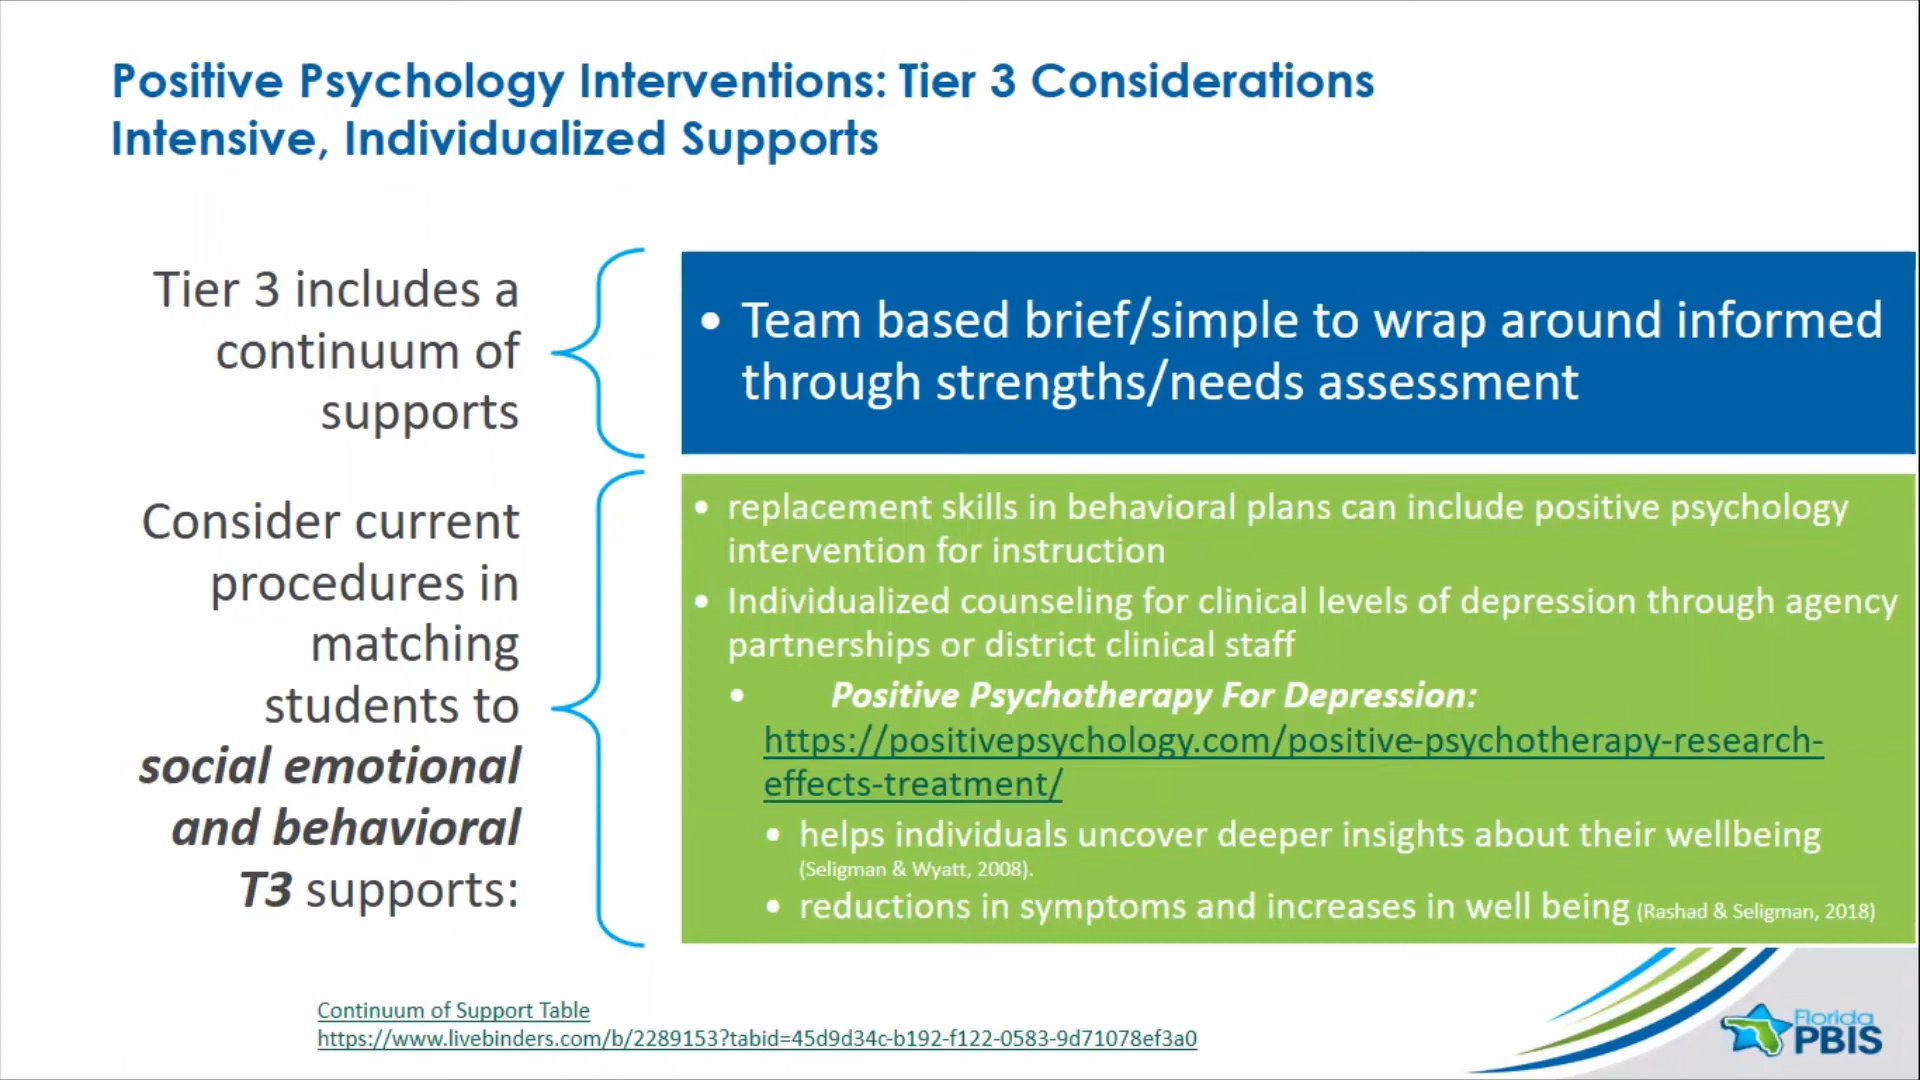 Positive Psychology Interventions: Tier 3 Considerations
Intensive, Individualized Supports
Tier 3 includes a
continuum of
supports
• Team based brief/simple to wrap around informed
through strengths/needs assessment
Consider current
procedures in
matching
students to
social emotional
and behavioral
T3 supports:
• replacement skills in behavioral plans can include positive psychology
intervention for instruction
• Individualized counseling for clinical levels of depression through agency
partnerships or district clinical staff
• Positive Psychotherapy For Depression:
https://positivepsychology.com/positive-psychotherapy-research-
effects-treatment/
• helps individuals uncover deeper insights about their wellbeing
(Seligman & Wyatt, 2008).
• reductions in symptoms and increases in well being (Rashad & Seligman, 2018)
Continuum of Support Table
https://www.livebinders.com/b/2289153?tabid=45d9d34c-b192-f122-0583-9d71078ef3a0
Florida
PBIS